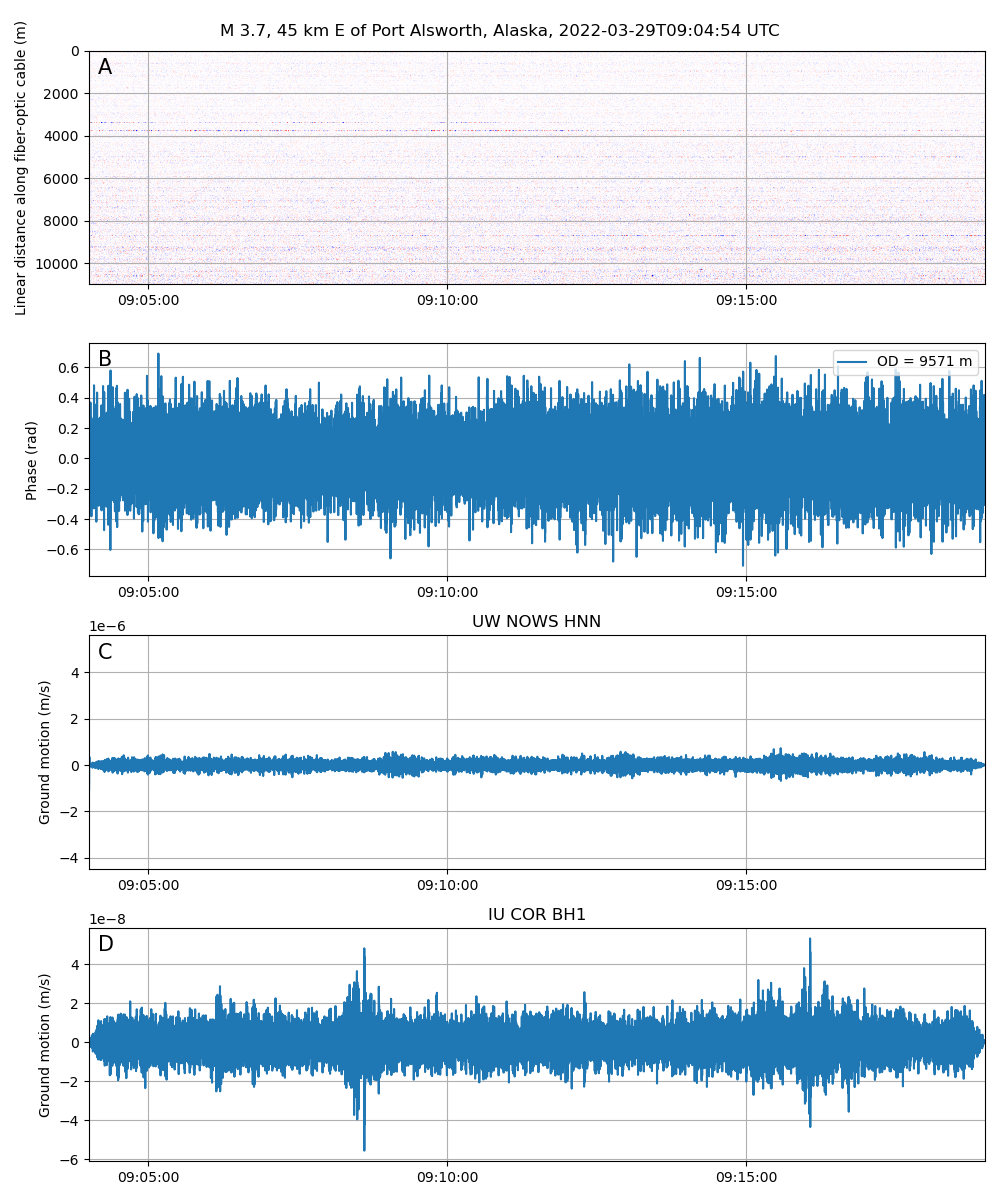 M 3.7, 45 km E of Port Alsworth, Alaska, 2022-03-29T09:04:54 UTC
Linear distance along fiber-optic cable (m)
A
0
2000
4000
6000
8000
10000
09:05:00 09:10:00 09:15:00
Phase (rad)
B
OD = 9571 m
0.6
0.4
0.2
0.0
−0.2
−0.4
−0.6
09:05:00 09:10:00 09:15:00
UW NOWS HNN
1e−6
Ground motion (m/s)
C
4
2
0
−2
−4
09:05:00 09:10:00 09:15:00
IU COR BH1
1e−8
Ground motion (m/s)
D
4
2
0
−2
−4
−6
09:05:00 09:10:00 09:15:00